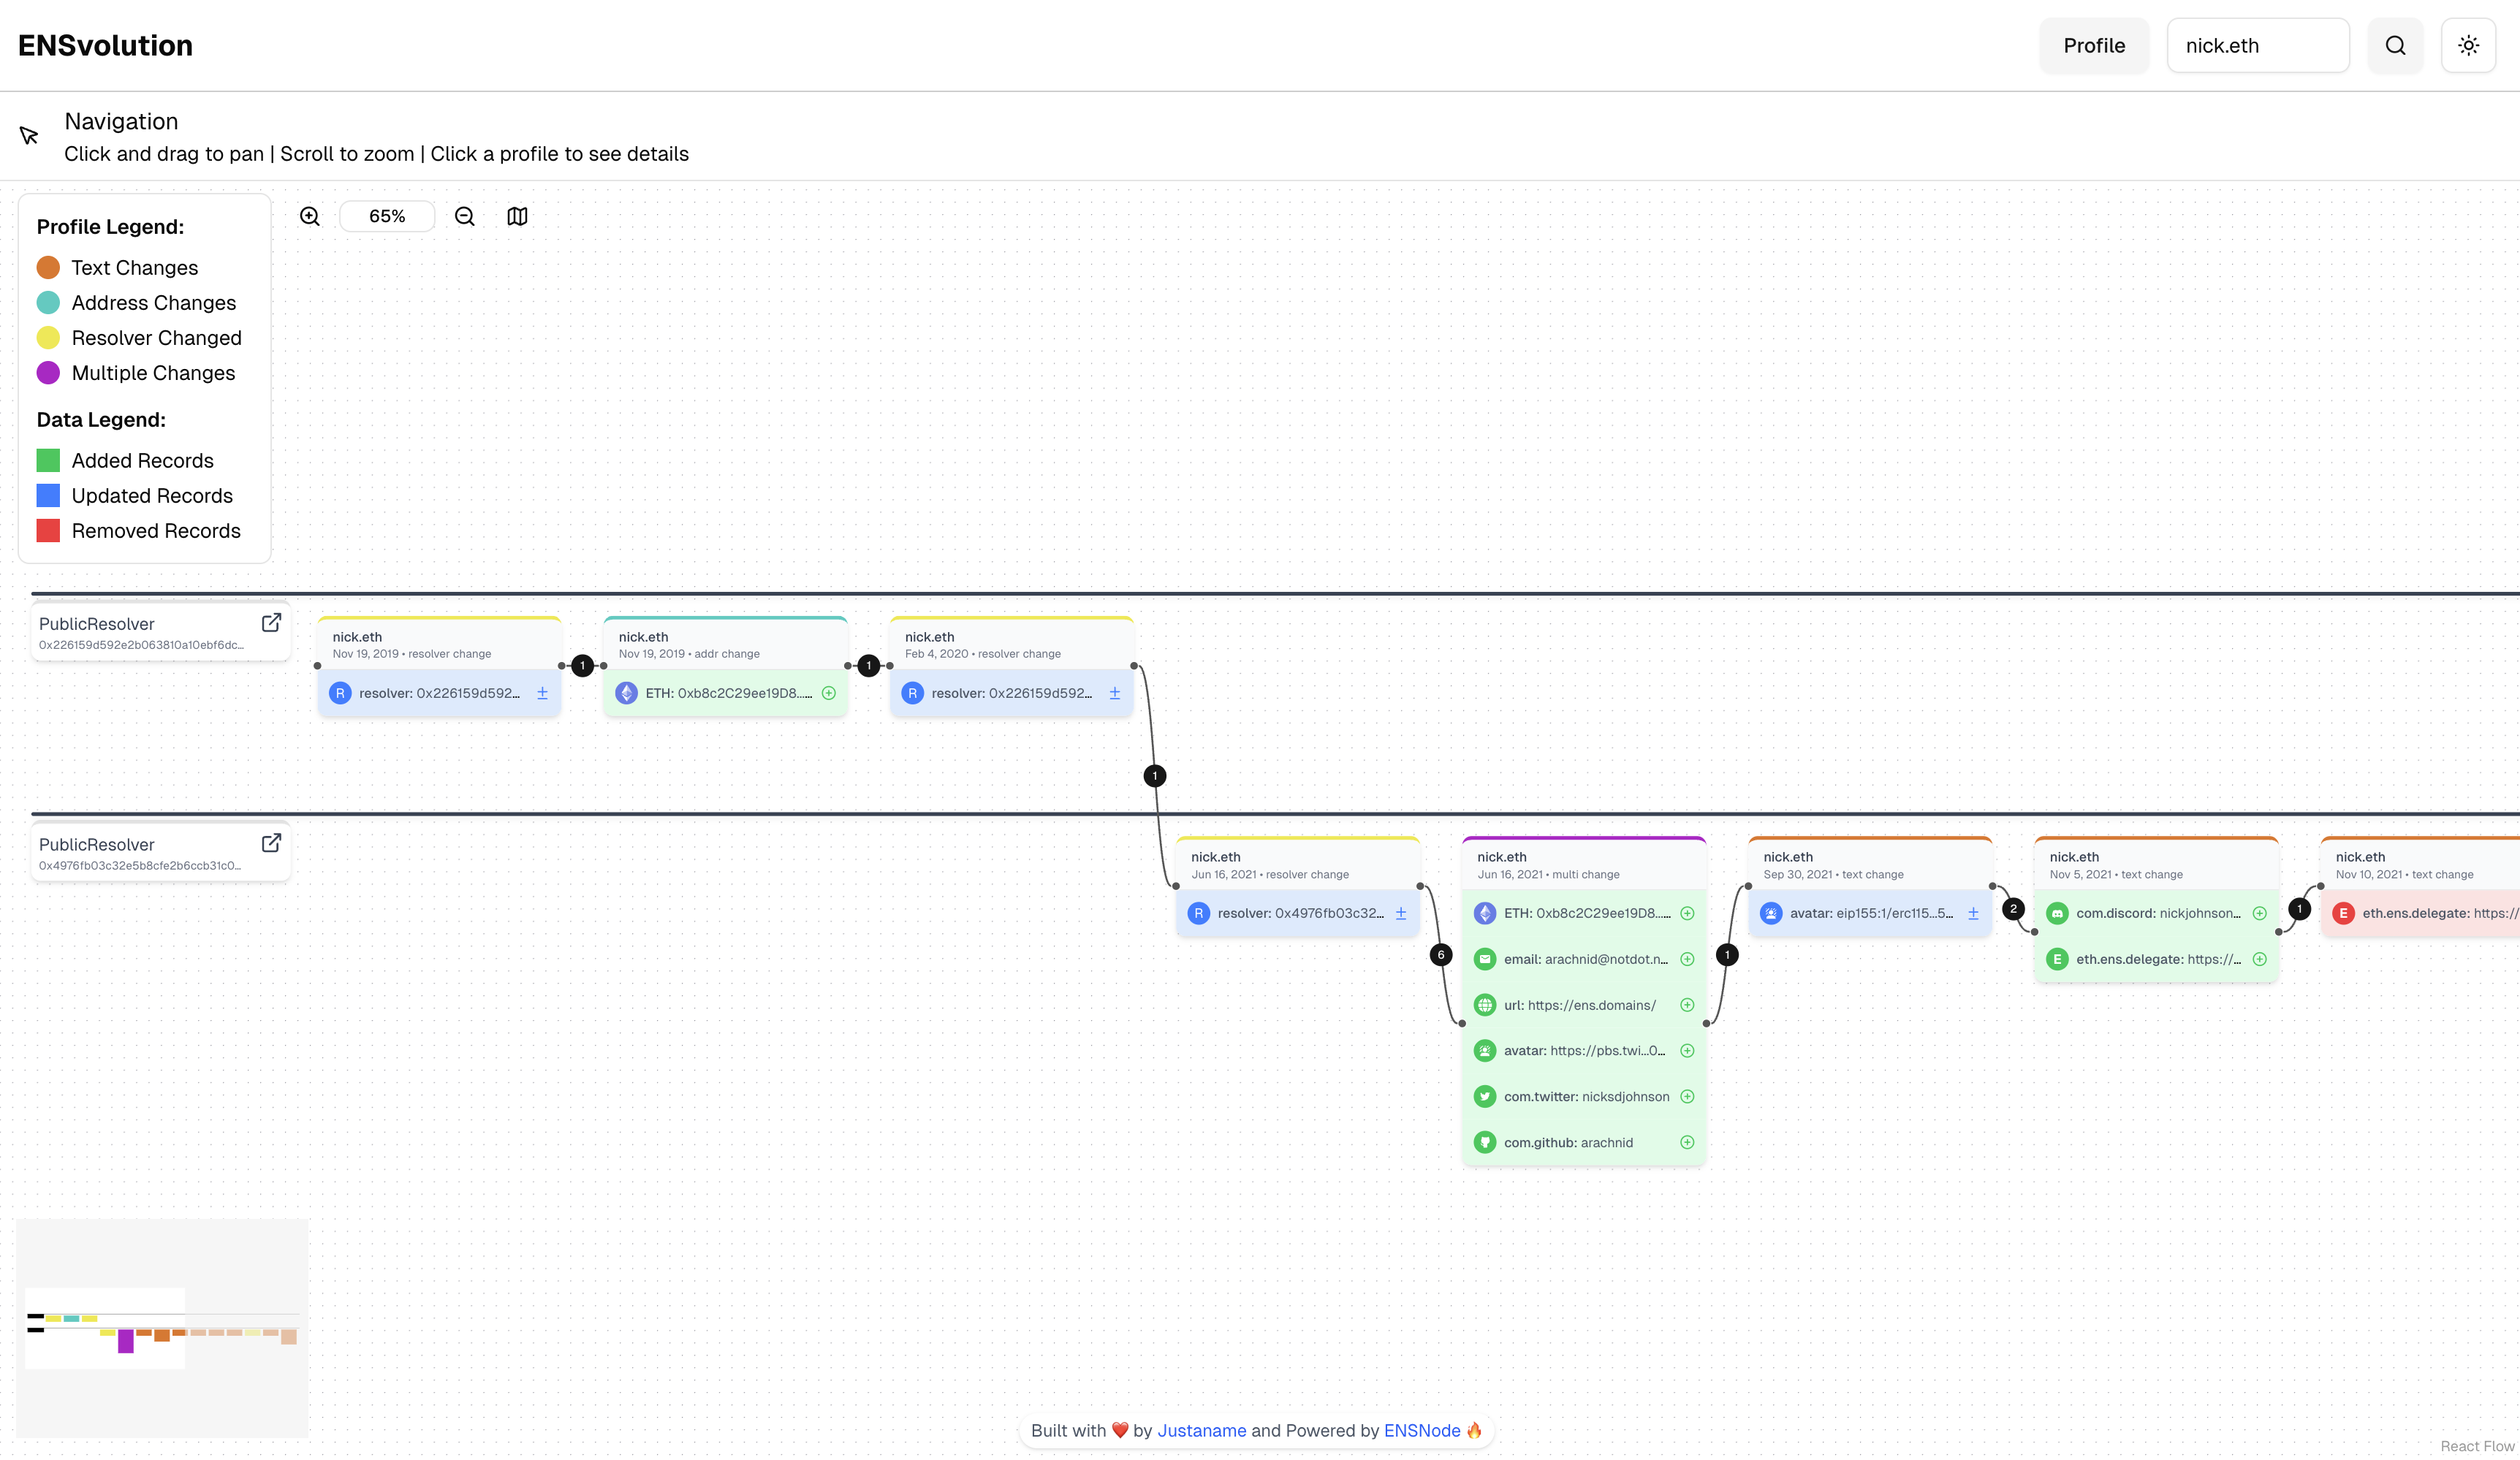 ENSvolution
Profile
nick.eth
Navigation
Click and drag to pan | Scroll to zoom | Click a profile to see details
Profile Legend:
Text Changes
Address Changes
Resolver Changed
Multiple Changes
Data Legend:
Added Records
Updated Records
Removed Records
65%
PublicResolver
0x226159d592e2b063810a10ebf6dc...
nick.eth
Nov 19, 2019 • resolver change
R resolver: 0x226159d592...
1
nick.eth
Nov 19, 2019 • addr change
ETH: 0xb8c2C29ee19D8......
1
nick.eth
Feb 4, 2020 • resolver change
R resolver: 0x226159d592...
1
PublicResolver
0x4976fb03c32e5b8cfe2b6ccb31c0...
nick.eth
Jun 16, 2021 • resolver change
R resolver: 0x4976fb03c32...
6
nick.eth
Jun 16, 2021 • multi change
ETH: 0xb8c2C29ee19D8......
email: arachnid@notdot.n...
url: https://ens.domains/
avatar: https://pbs.twi...0...
com.twitter: nicksdjohnson
com.github: arachnid
1
nick.eth
Sep 30, 2021 • text change
avatar: eip155:1/erc115...5...
2
nick.eth
Nov 5, 2021 • text change
com.discord: nickjohnson...
E eth.ens.delegate: https://...
1
nick.eth
Nov 10, 2021 • text change
E eth.ens.delegate: https://
Built with ❤️ by Justaname and Powered by ENSNode 🔥
React Flow